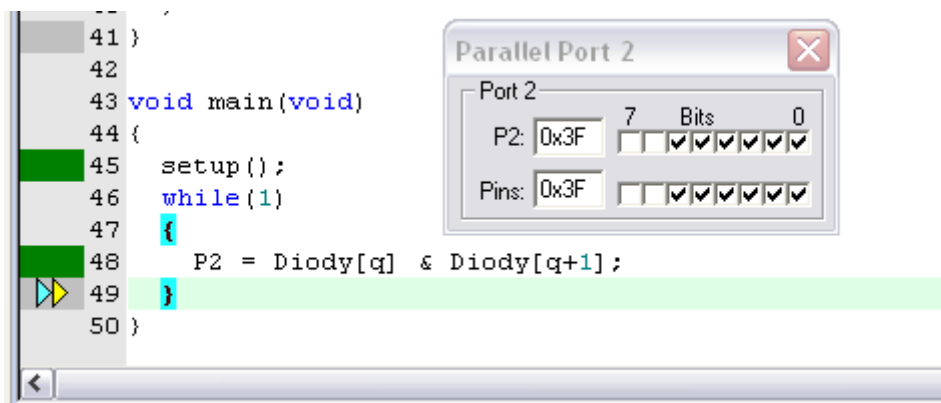 41 }
42
43 void main(void)
44 {
45 setup();
46 while(1)
47 {
48 P2 = Diody[q] & Diody[q+1];
49 }
50 }
Parallel Port 2
Port 2
7 Bits 0
P2: 0x3F
Pins: 0x3F